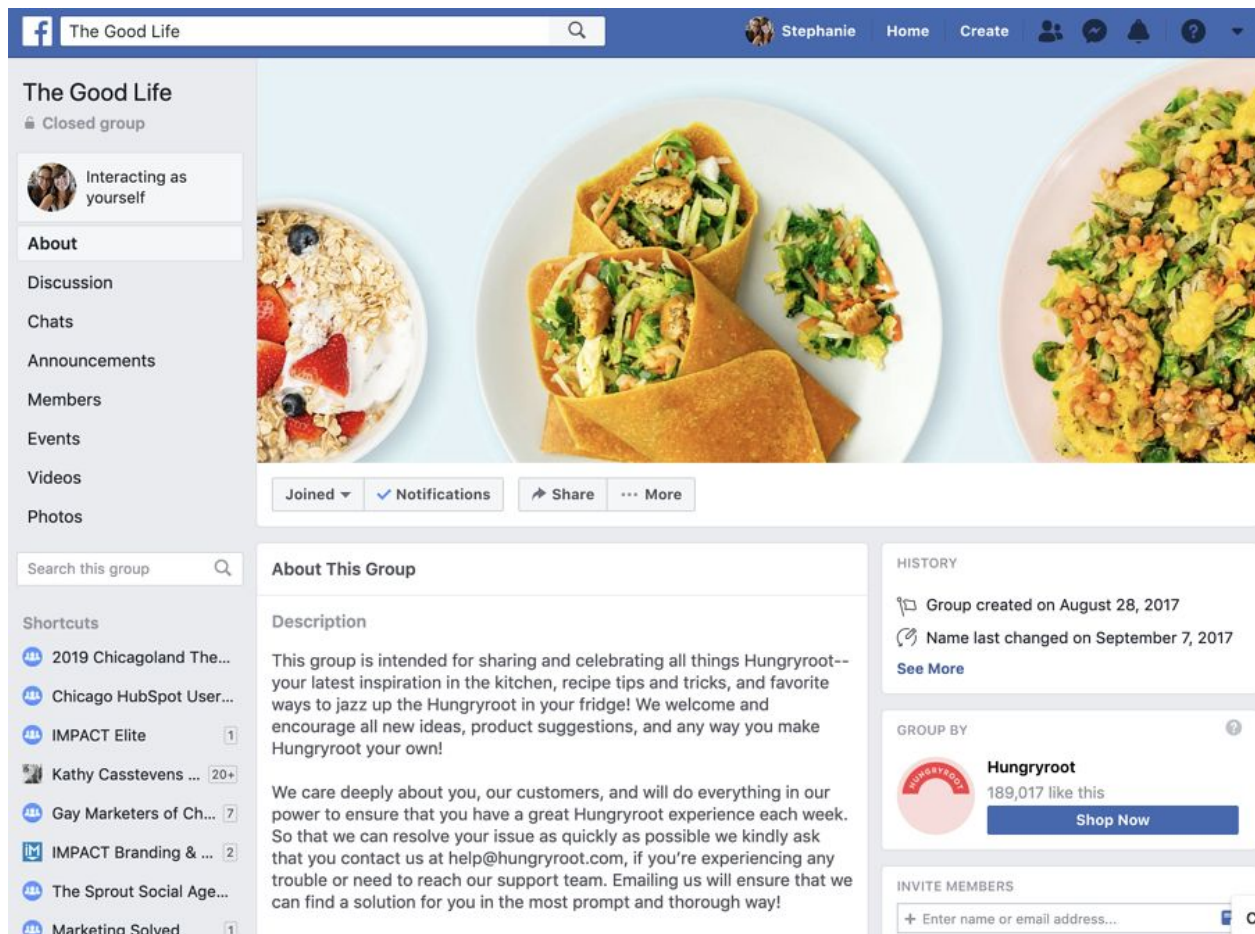 The Good Life
Stephanie
Home
Create
The Good Life
Closed group
Interacting as
yourself
About
Discussion
Chats
Announcements
Members
Events
Videos
Photos
Search this group
Shortcuts
2019 Chicagoland The...
Chicago HubSpot User...
IMPACT Elite 1
Kathy Casstevens ... 20+
Gay Marketers of Ch... 7
IMPACT Branding & ... 2
The Sprout Social Age...
Marketing Solved 1
Joined
Notifications
Share
More
About This Group
Description
This group is intended for sharing and celebrating all things Hungryroot--
your latest inspiration in the kitchen, recipe tips and tricks, and favorite
ways to jazz up the Hungryroot in your fridge! We welcome and
encourage all new ideas, product suggestions, and any way you make
Hungryroot your own!
We care deeply about you, our customers, and will do everything in our
power to ensure that you have a great Hungryroot experience each week.
So that we can resolve your issue as quickly as possible we kindly ask
that you contact us at help@hungryroot.com, if you're experiencing any
trouble or need to reach our support team. Emailing us will ensure that we
can find a solution for you in the most prompt and thorough way!
HISTORY
Group created on August 28, 2017
Name last changed on September 7, 2017
See More
GROUP BY
HUNGRYROOT
Hungryroot
189,017 like this
Shop Now
INVITE MEMBERS
+ Enter name or email address...